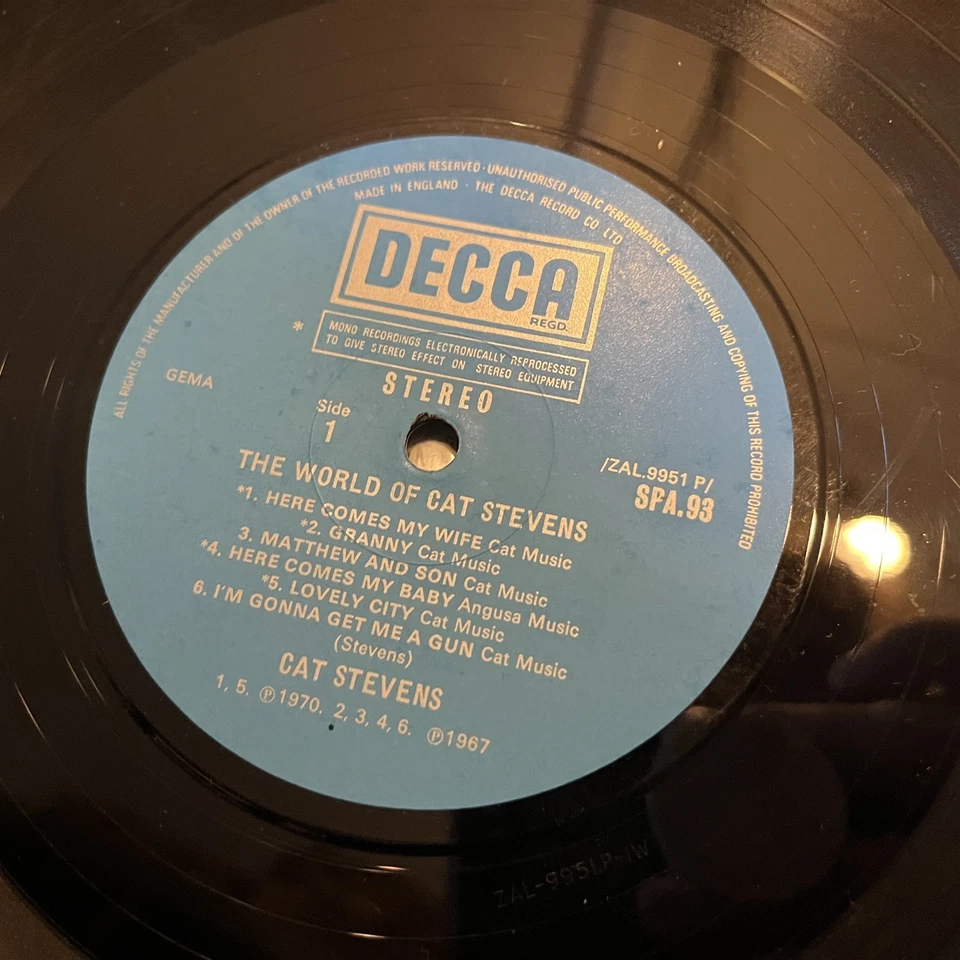 ALL RIGHTS OF THE MANUFACTURER AND OF THE OWNER OF THE RECORDED WORK RESERVED · UNAUTHORISED PUBLIC PERFORMANCE BROADCASTING AND COPYING OF THIS RECORD PROHIBITED
MADE IN ENGLAND · THE DECCA RECORD CO LTD
DECCA
REGD.
* MONO RECORDINGS ELECTRONICALLY REPROCESSED
TO GIVE STEREO EFFECT ON STEREO EQUIPMENT
GEMA
STEREO
Side
1
/ZAL.9951 P/
SPA.93
THE WORLD OF CAT STEVENS
*1. HERE COMES MY WIFE Cat Music
*2. GRANNY Cat Music
3. MATTHEW AND SON Cat Music
*4. HERE COMES MY BABY Angusa Music
*5. LOVELY CITY Cat Music
6. I'M GONNA GET ME A GUN Cat Music
(Stevens)
CAT STEVENS
1, 5. ℗1970. 2, 3, 4, 6. ℗1967
ZAL-9951.P-1W